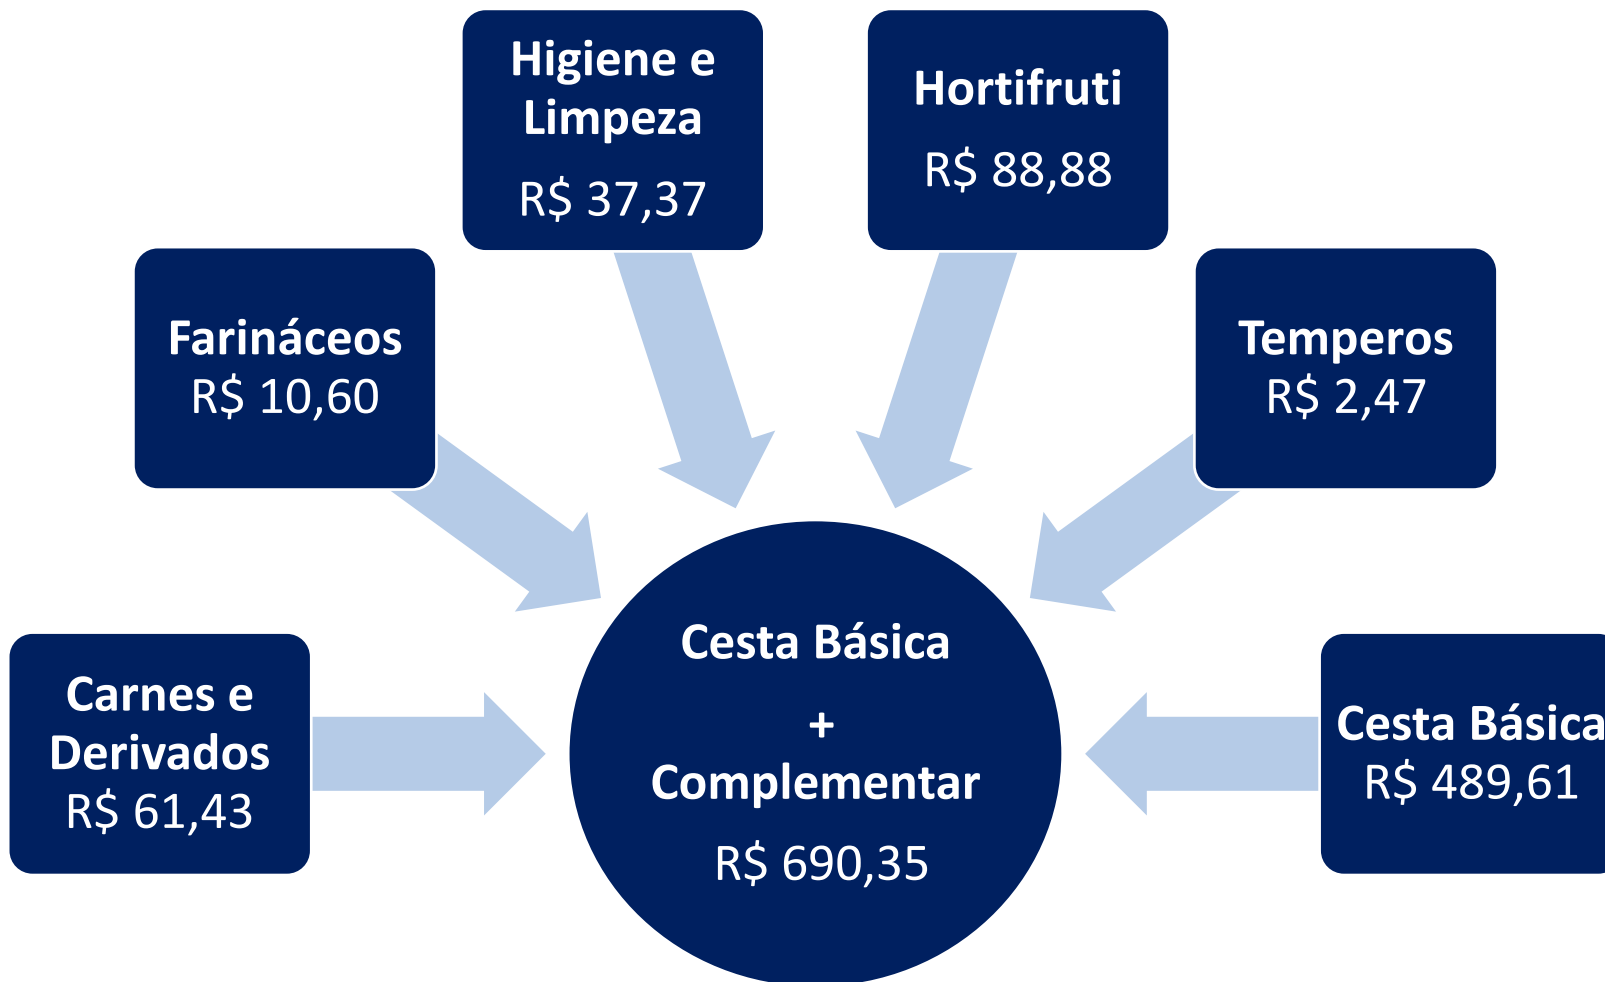 Higiene e
Limpeza
R$ 37,37
Hortifruti
R$ 88,88
Farináceos
R$ 10,60
Temperos
R$ 2,47
Carnes e
Derivados
R$ 61,43
Cesta Básica
+
Complementar
R$ 690,35
Cesta Básica
R$ 489,61